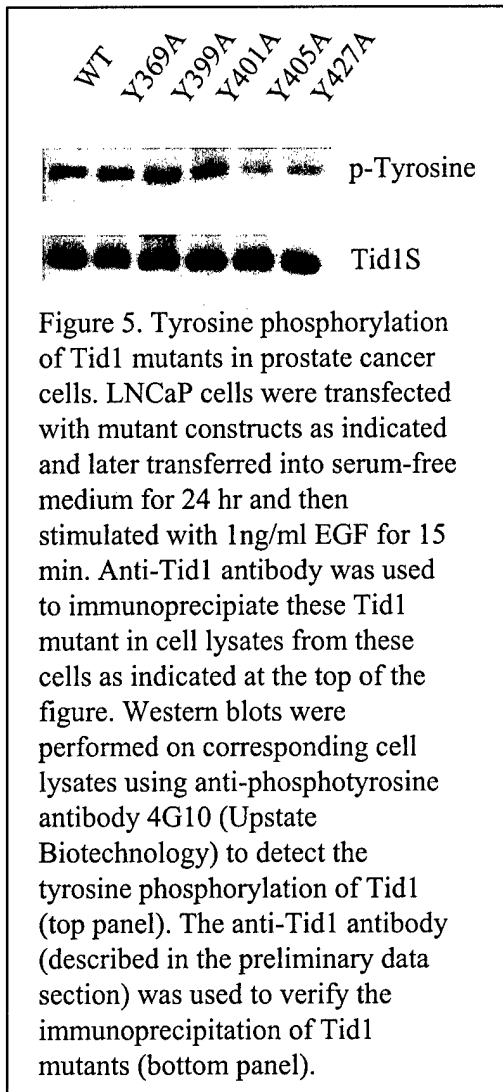 WT Y369A Y399A Y401A Y405A Y427A
p-Tyrosine
Tid1S
Figure 5. Tyrosine phosphorylation
of Tid1 mutants in prostate cancer
cells. LNCaP cells were transfected
with mutant constructs as indicated
and later transferred into serum-free
medium for 24 hr and then
stimulated with 1ng/ml EGF for 15
min. Anti-Tid1 antibody was used
to immunoprecipiate these Tid1
mutant in cell lysates from these
cells as indicated at the top of the
figure. Western blots were
performed on corresponding cell
lysates using anti-phosphotyrosine
antibody 4G10 (Upstate
Biotechnology) to detect the
tyrosine phosphorylation of Tid1
(top panel). The anti-Tid1 antibody
(described in the preliminary data
section) was used to verify the
immunoprecipitation of Tid1
mutants (bottom panel).